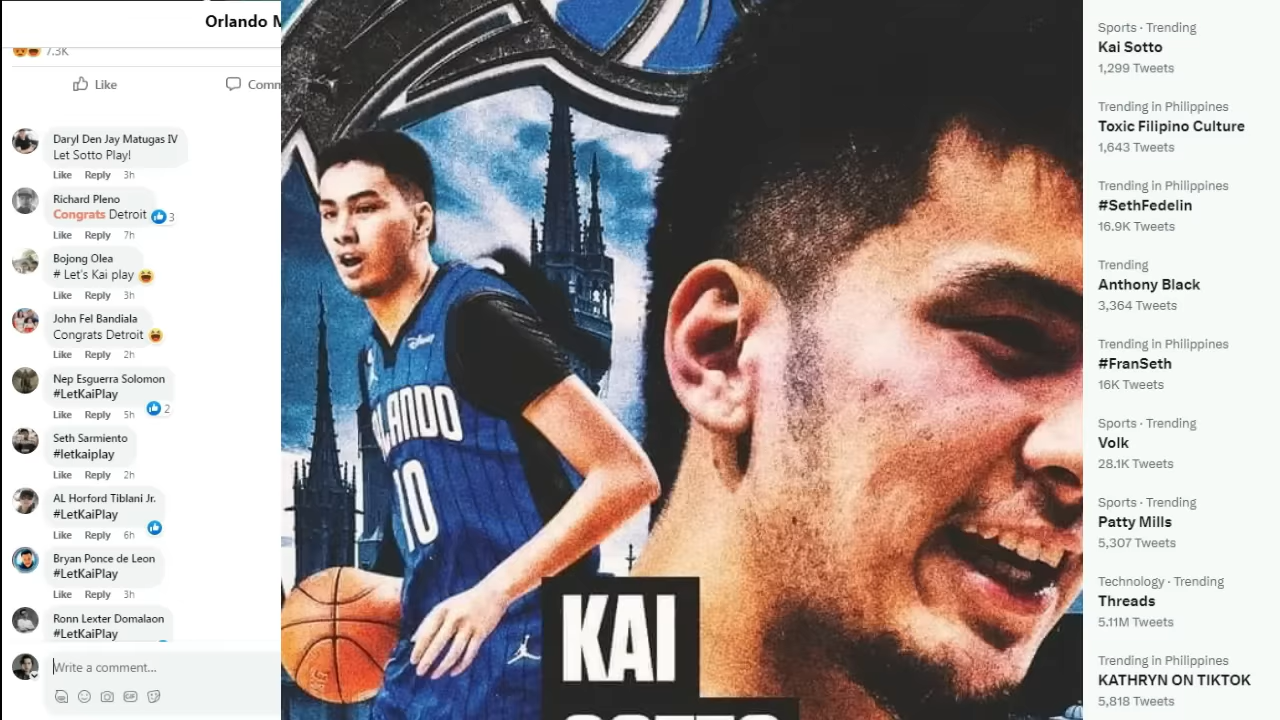 Orlando M
7.3K
Like
Comm
Daryl Den Jay Matugas IV
Let Sotto Play!
Like Reply 3h
Richard Pleno
Congrats Detroit 3
Like Reply 7h
Bojong Olea
# Let's Kai play
Like Reply 3h
John Fel Bandiala
Congrats Detroit
Like Reply 2h
Nep Esguerra Solomon
#LetKaiPlay
Like Reply 5h 2
Seth Sarmiento
#letkaiplay
Like Reply 2h
AL Horford Tiblani Jr.
#LetKaiPlay
Like Reply 6h
Bryan Ponce de Leon
#LetKaiPlay
Like Reply 3h
Ronn Lexter Domalaon
#LetKaiPlay
Write a comment...
GIF
Disney
ORLANDO
10
KAI
SOTTO
Sports · Trending
Kai Sotto
1,299 Tweets
Trending in Philippines
Toxic Filipino Culture
1,643 Tweets
Trending in Philippines
#SethFedelin
16.9K Tweets
Trending
Anthony Black
3,364 Tweets
Trending in Philippines
#FranSeth
16K Tweets
Sports · Trending
Volk
28.1K Tweets
Sports · Trending
Patty Mills
5,307 Tweets
Technology · Trending
Threads
5.11M Tweets
Trending in Philippines
KATHRYN ON TIKTOK
5,818 Tweets